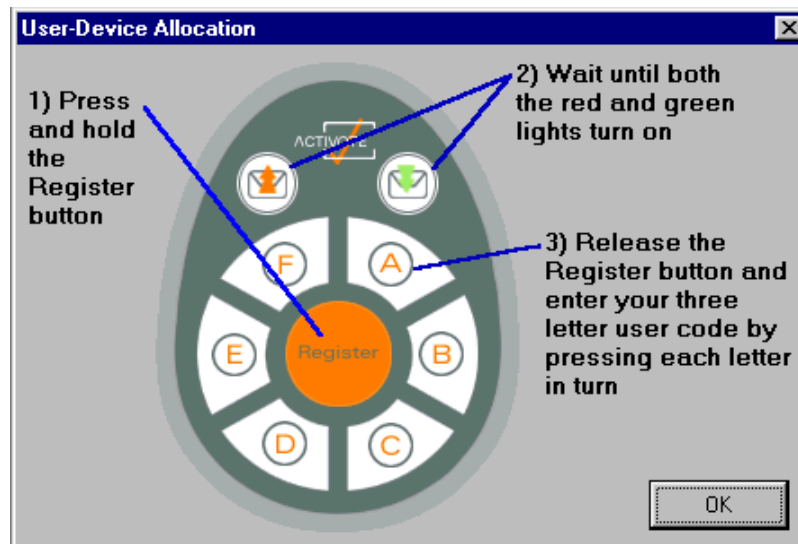 User-Device Allocation
1) Press
and hold
the
Register
button
2) Wait until both
the red and green
lights turn on
ACTIVOTE
F
A
3) Release the
Register button and
enter your three
letter user code by
pressing each letter
in turn
E
Register
B
D
C
OK